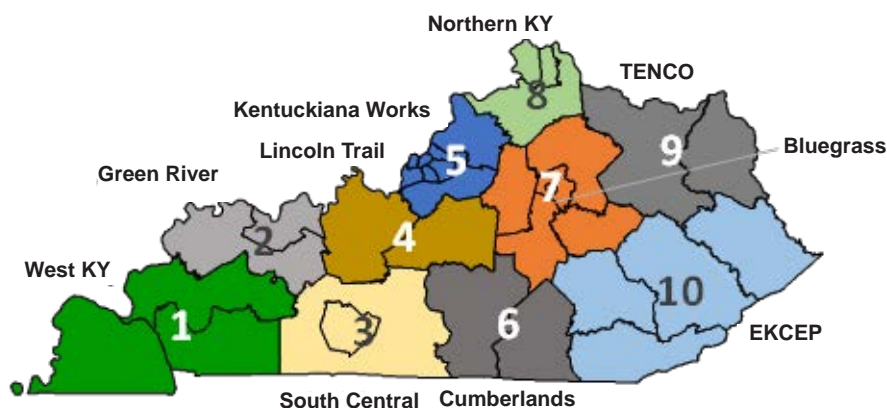 Northern KY
TENCO
8
Kentuckiana Works
Bluegrass
5
9
Lincoln Trail
7
Green River
4
2
West KY
10
1
3
6
EKCEP
South Central
Cumberlands